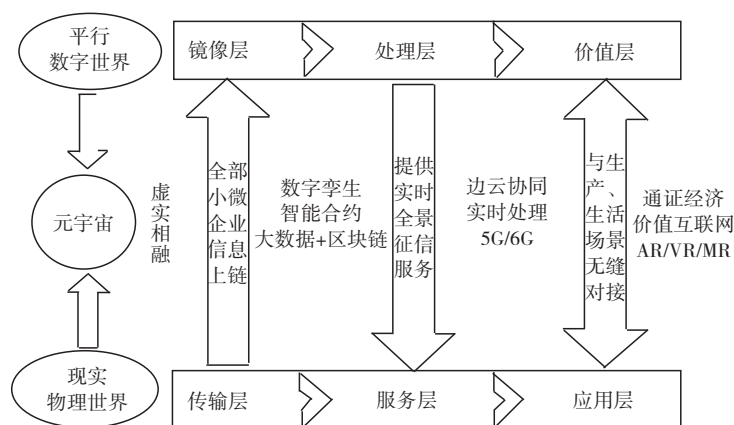 平行
数字世界
镜像层
处理层
价值层
元宇宙
虚
实
相
融
全部
小微
企业
信息
上链
数字孪生
智能合约
大数据+区块链
提供
实时
全景
征信
服务
边云协同
实时处理
5G/6G
与生
产、
生活
场景
无缝
对接
通证经济
价值互联网
AR/VR/MR
现实
物理世界
传输层
服务层
应用层